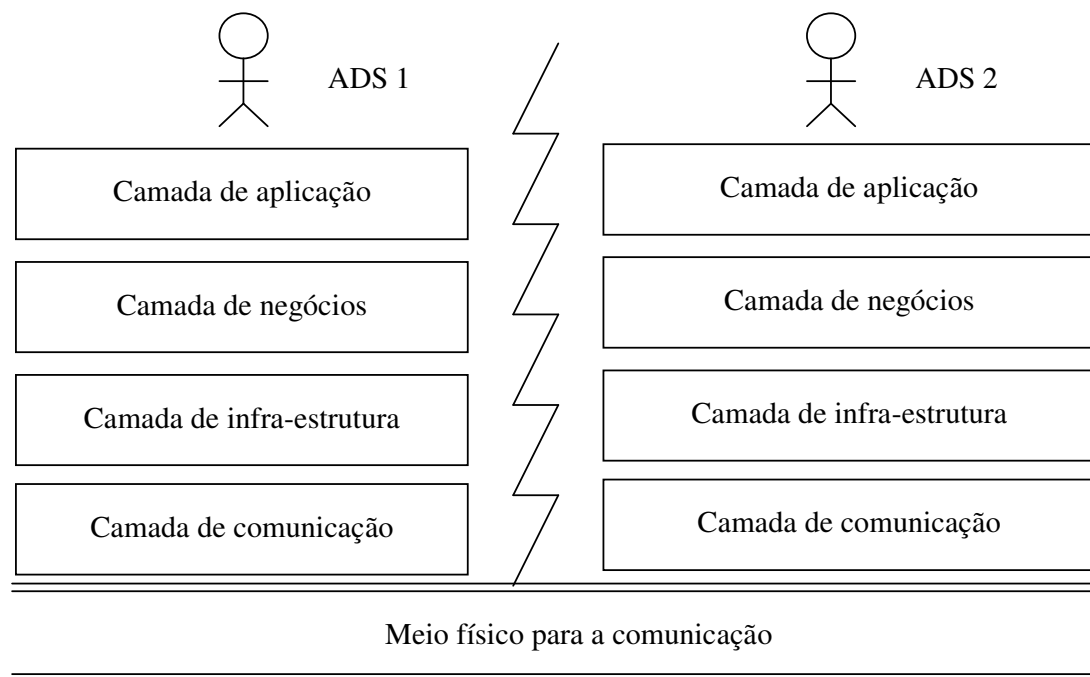 ADS 1
Camada de aplicação
Camada de negócios
Camada de infra-estrutura
Camada de comunicação
ADS 2
Camada de aplicação
Camada de negócios
Camada de infra-estrutura
Camada de comunicação
Meio físico para a comunicação